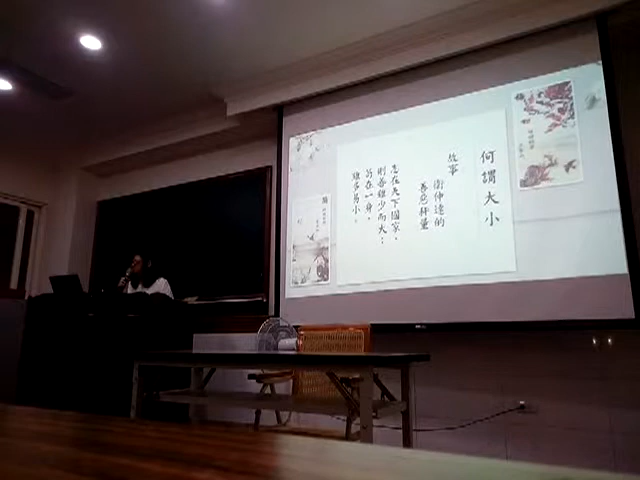 何謂大小
故事
衛仲達的
善惡秤量
志在天下國家，
則善雖少而大；
苟在一身，
雖多易小。